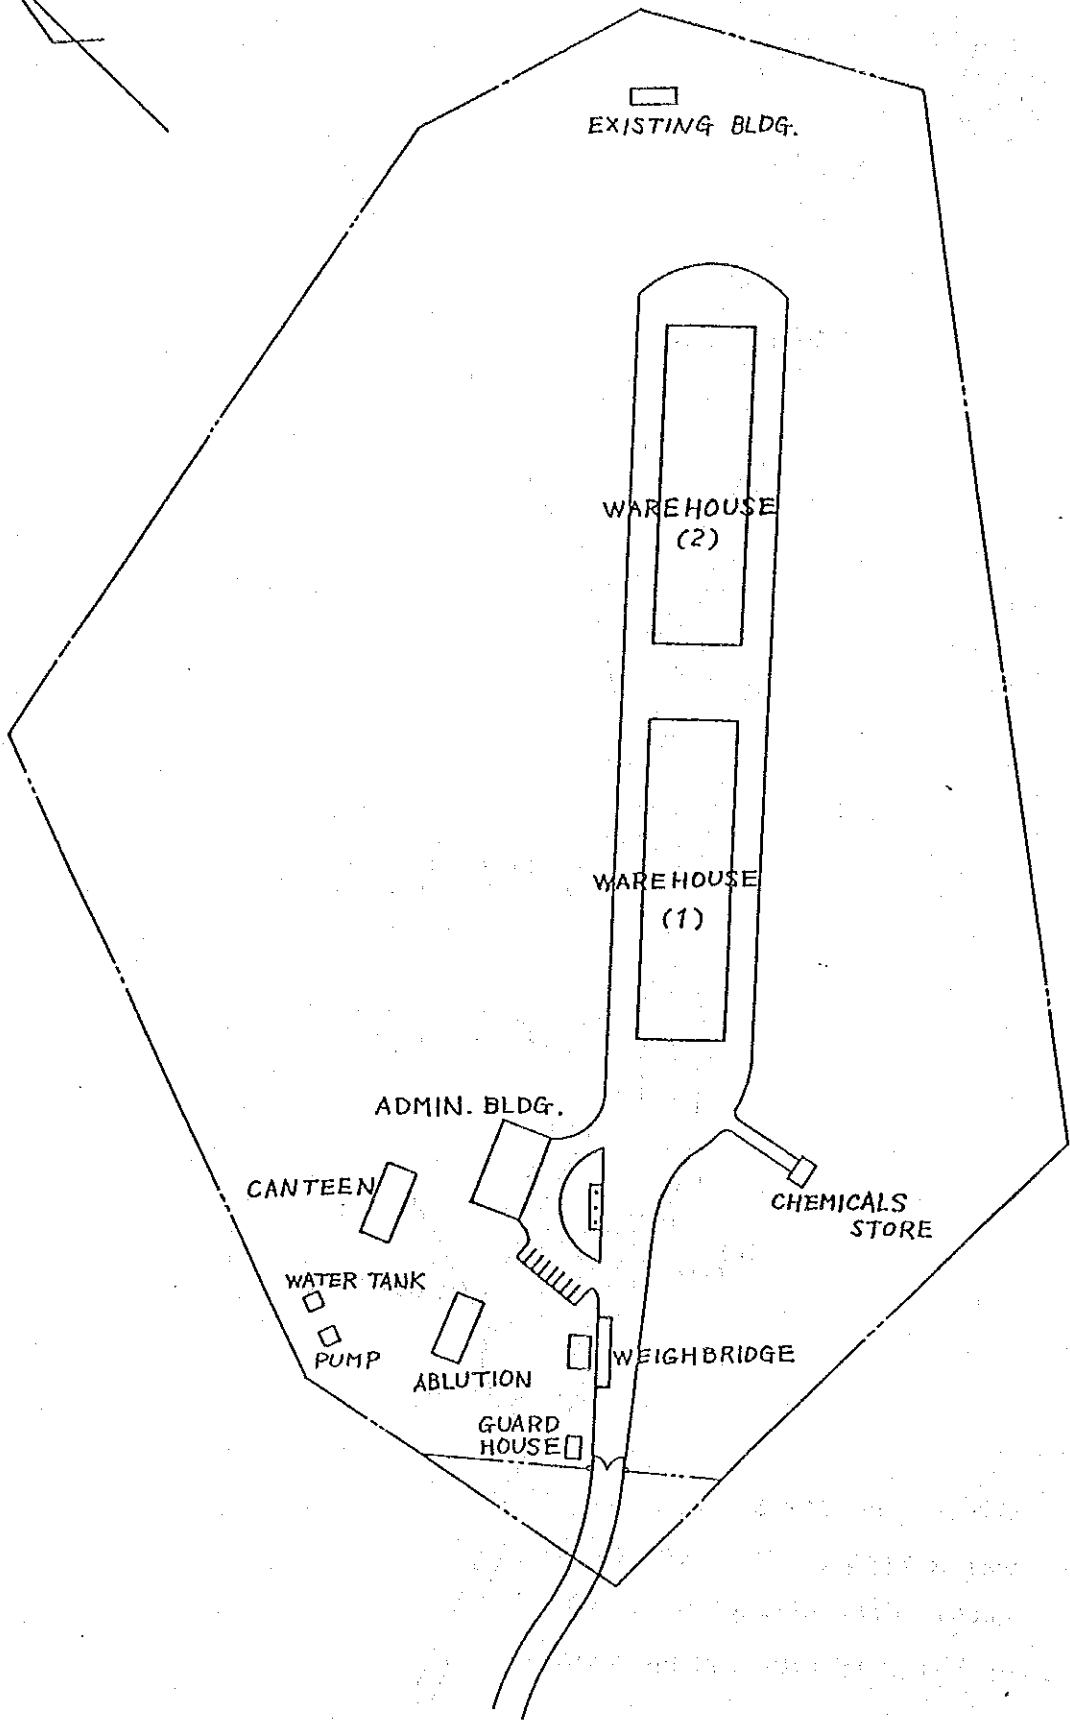 EXISTING BLDG.
WAREHOUSE
(2)
WAREHOUSE
(1)
ADMIN. BLDG.
CANTEEN
CHEMICALS
STORE
WATER TANK
PUMP
ABLUTION
WEIGHBRIDGE
GUARD
HOUSE